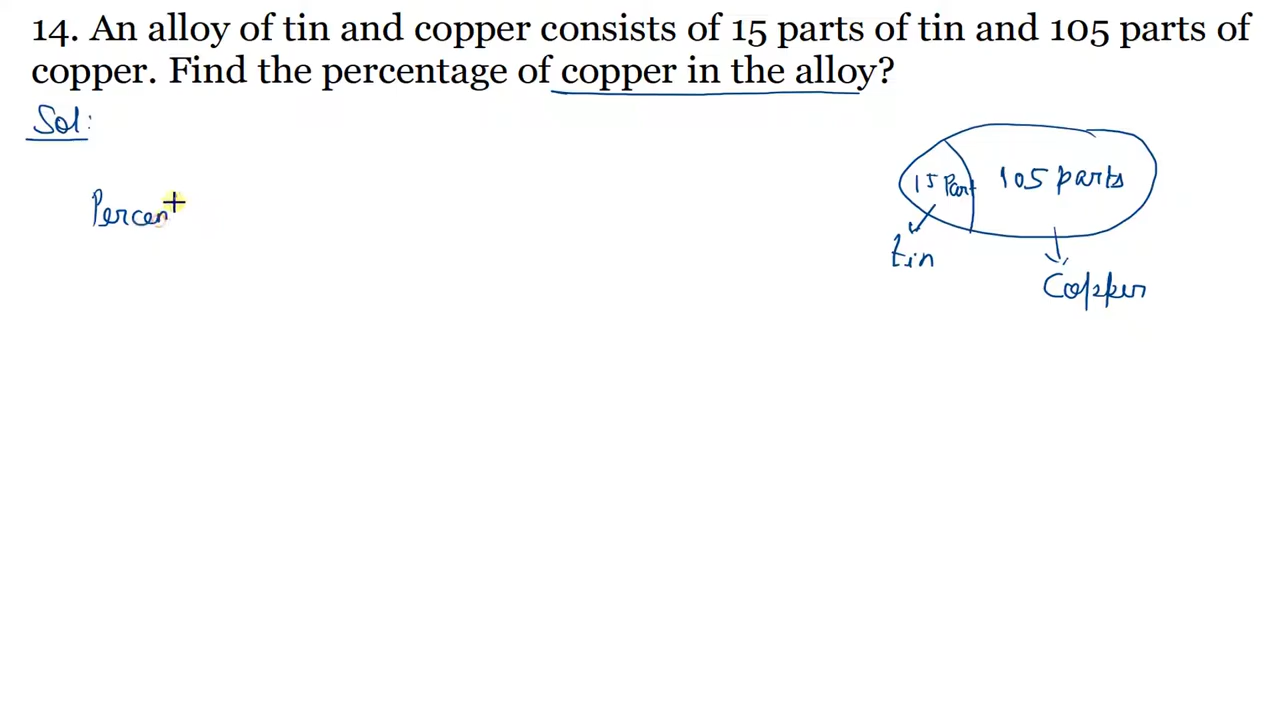 14. An alloy of tin and copper consists of 15 parts of tin and 105 parts of
copper. Find the percentage of copper in the alloy?
Sol:
15 Part 105 parts
Percent
tin
Copper